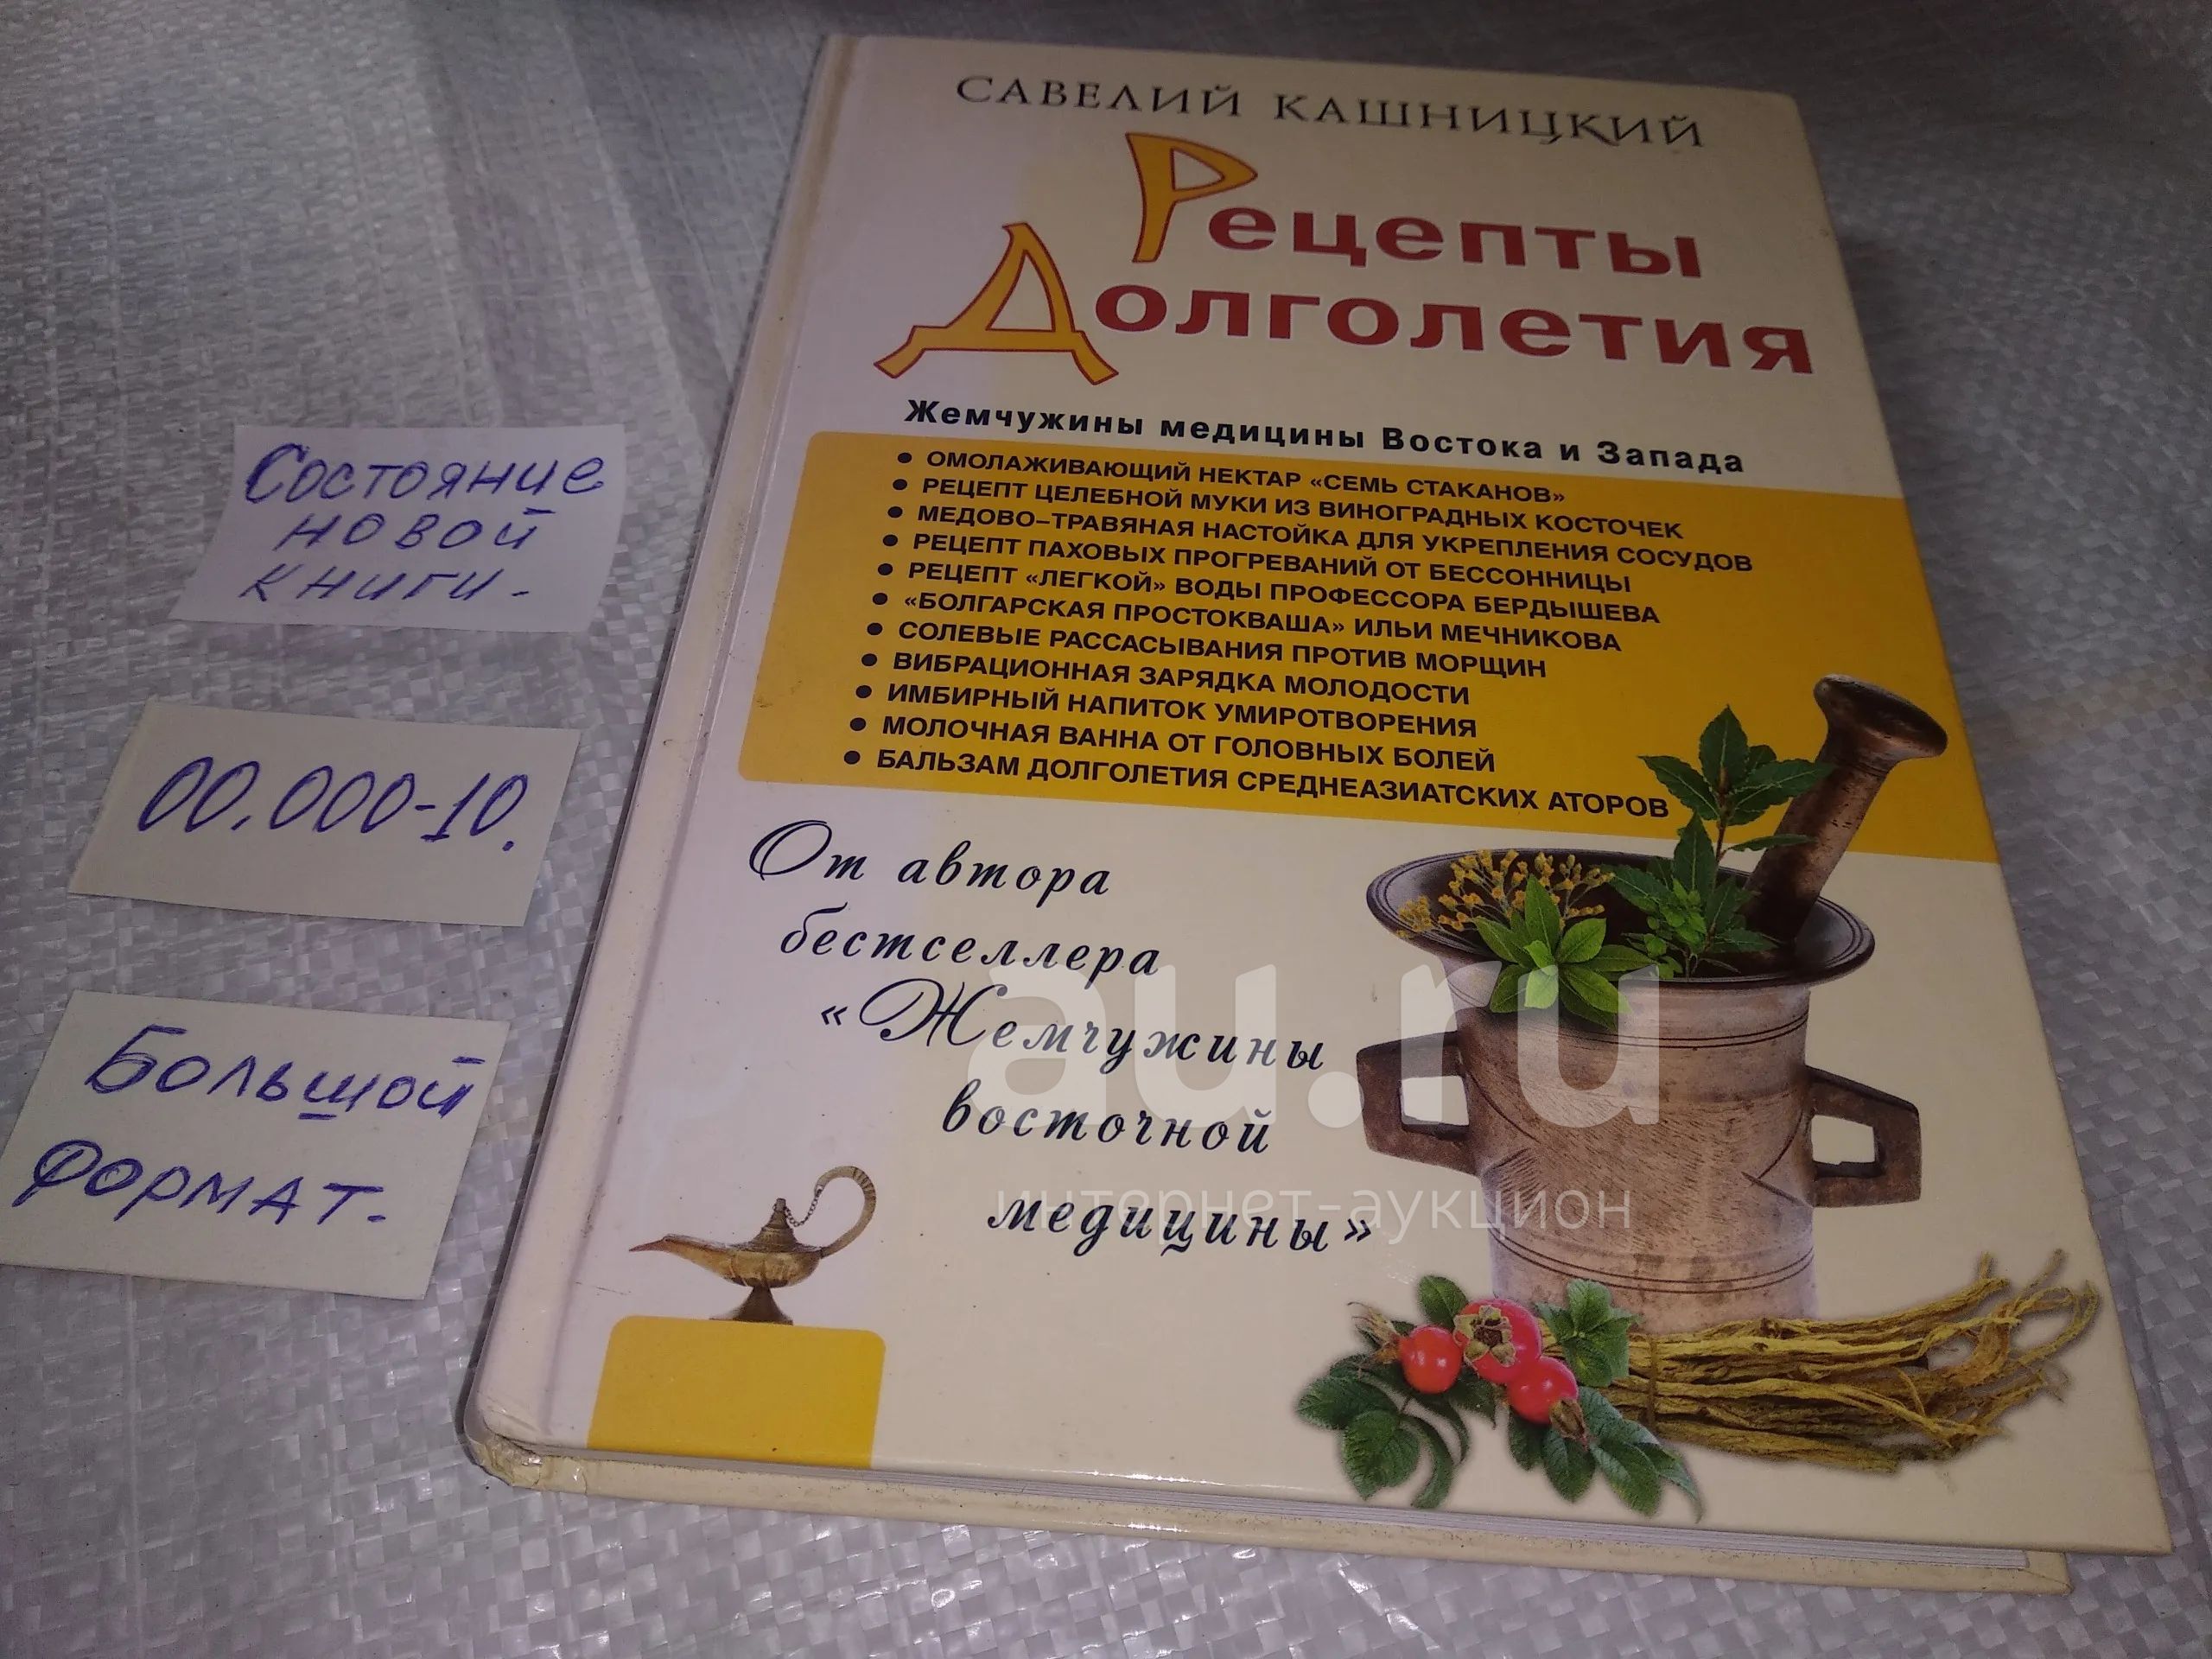 САВЕЛИЙ КАШНИЦКИЙ
Рецепты
Долголетия
Жемчужины медицины Востока и Запада
• ОМОЛАЖИВАЮЩИЙ НЕКТАР «СЕМЬ СТАКАНОВ»
• РЕЦЕПТ ЦЕЛЕБНОЙ МУКИ ИЗ ВИНОГРАДНЫХ КОСТОЧЕК
• МЕДОВО–ТРАВЯНАЯ НАСТОЙКА ДЛЯ УКРЕПЛЕНИЯ СОСУДОВ
• РЕЦЕПТ ПАХОВЫХ ПРОГРЕВАНИЙ ОТ БЕССОННИЦЫ
• РЕЦЕПТ «ЛЕГКОЙ» ВОДЫ ПРОФЕССОРА БЕРДЫШЕВА
• «БОЛГАРСКАЯ ПРОСТОКВАША» ИЛЬИ МЕЧНИКОВА
• СОЛЕВЫЕ РАССАСЫВАНИЯ ПРОТИВ МОРЩИН
• ВИБРАЦИОННАЯ ЗАРЯДКА МОЛОДОСТИ
• ИМБИРНЫЙ НАПИТОК УМИРОТВОРЕНИЯ
• МОЛОЧНАЯ ВАННА ОТ ГОЛОВНЫХ БОЛЕЙ
• БАЛЬЗАМ ДОЛГОЛЕТИЯ СРЕДНЕАЗИАТСКИХ АТОРОВ
От автора
бестселлера
«Жемчужины
восточной
медицины»
Состояние
новой
книги-
00.000-10.
Большой
формат-
au.ru
интернет-аукцион